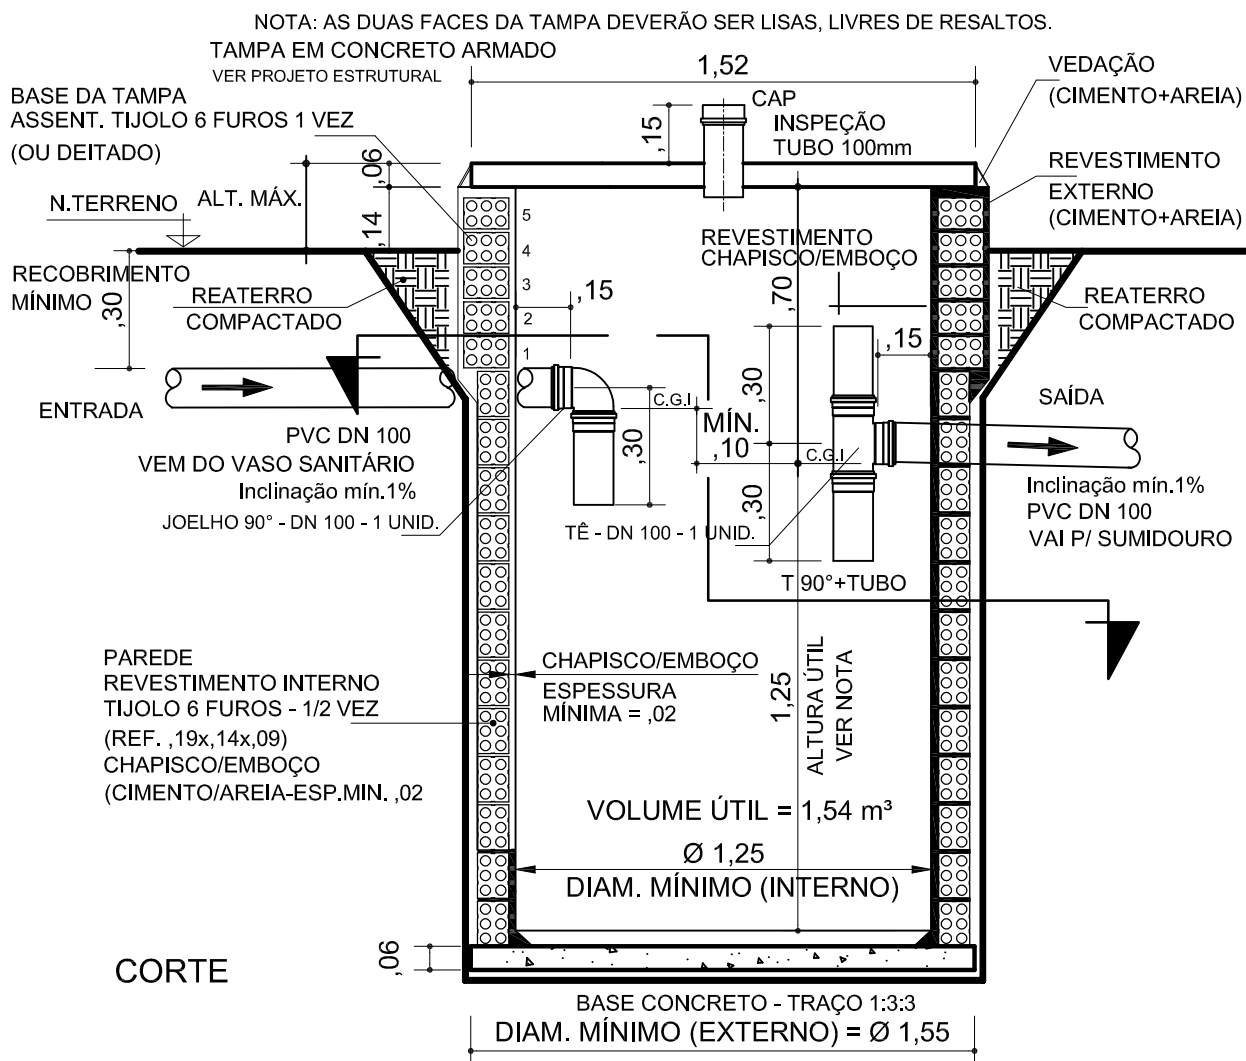 NOTA: AS DUAS FACES DA TAMPA DEVERÃO SER LISAS, LIVRES DE RESALTOS.
TAMPA EM CONCRETO ARMADO
VER PROJETO ESTRUTURAL
1,52
VEDAÇÃO
(CIMENTO+AREIA)
BASE DA TAMPA
ASSENT. TIJOLO 6 FUROS 1 VEZ
(OU DEITADO)
,15
CAP
INSPEÇÃO
TUBO 100mm
,06
REVESTIMENTO
EXTERNO
(CIMENTO+AREIA)
N.TERRENO
ALT. MÁX.
,14
5
4
3
2
1
REVESTIMENTO
CHAPISCO/EMBOÇO
RECOBRIMENTO
MÍNIMO
,30
REATERRO
COMPACTADO
,15
,70
REATERRO
COMPACTADO
,15
ENTRADA
C.G.I
,30
MÍN.
,10
,30
C.G.I
,30
SAÍDA
PVC DN 100
VEM DO VASO SANITÁRIO
Inclinação mín.1%
JOELHO 90° - DN 100 - 1 UNID.
TÊ - DN 100 - 1 UNID.
Inclinação mín.1%
PVC DN 100
VAI P/ SUMIDOURO
T 90°+TUBO
PAREDE
REVESTIMENTO INTERNO
TIJOLO 6 FUROS - 1/2 VEZ
(REF. ,19x,14x,09)
CHAPISCO/EMBOÇO
(CIMENTO/AREIA-ESP.MIN. ,02
CHAPISCO/EMBOÇO
ESPESSURA
MÍNIMA = ,02
1,25
ALTURA ÚTIL
VER NOTA
VOLUME ÚTIL = 1,54 m³
Ø 1,25
DIAM. MÍNIMO (INTERNO)
,06
CORTE
BASE CONCRETO - TRAÇO 1:3:3
DIAM. MÍNIMO (EXTERNO) = Ø 1,55